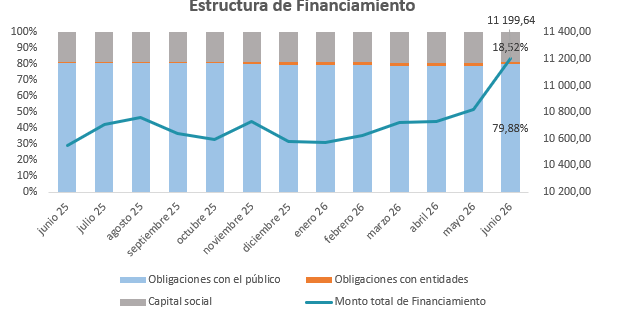 Estructura de Financiamiento
11 199,64
100%
90%
80%
70%
60%
50%
40%
30%
20%
10%
0%
18,52%
79,88%
11 400,00
11 200,00
11 000,00
10 800,00
10 600,00
10 400,00
10 200,00
junio 25
julio 25
agosto 25
septiembre 25
octubre 25
noviembre 25
diciembre 25
enero 26
febrero 26
marzo 26
abril 26
mayo 26
junio 26
Obligaciones con el público
Obligaciones con entidades
Capital social
Monto total de Financiamiento